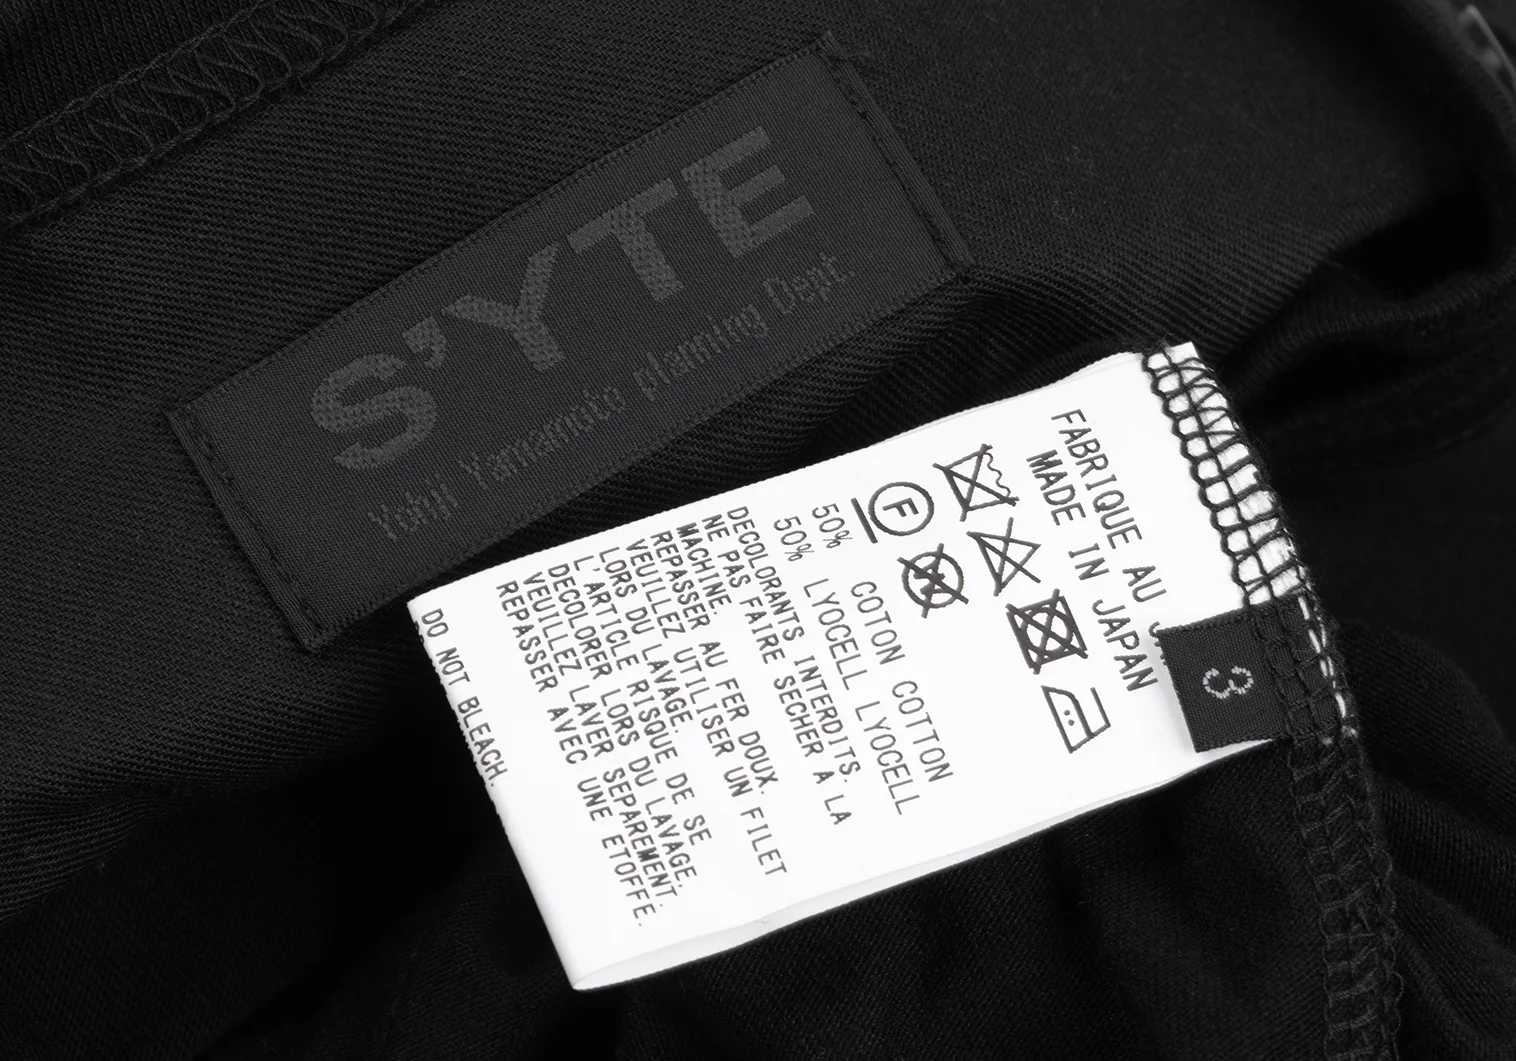 S'YTE
Yohji Yamamoto planning Dept.
FABRIQUE AU
MADE IN JAPAN
3
F
50% COTON COTTON
50% LYOCELL LYOCELL
DECOLORANTS INTERDITS.
NE PAS FAIRE SECHER A LA
MACHINE.
REPASSER AU FER DOUX.
VEUILLEZ UTILISER UN FILET
LORS DU LAVAGE.
L'ARTICLE RISQUE DE SE
DECOLORER LORS DU LAVAGE.
VEUILLEZ LAVER SEPAREMENT.
REPASSER AVEC UNE ETOFFE.
DO NOT BLEACH.